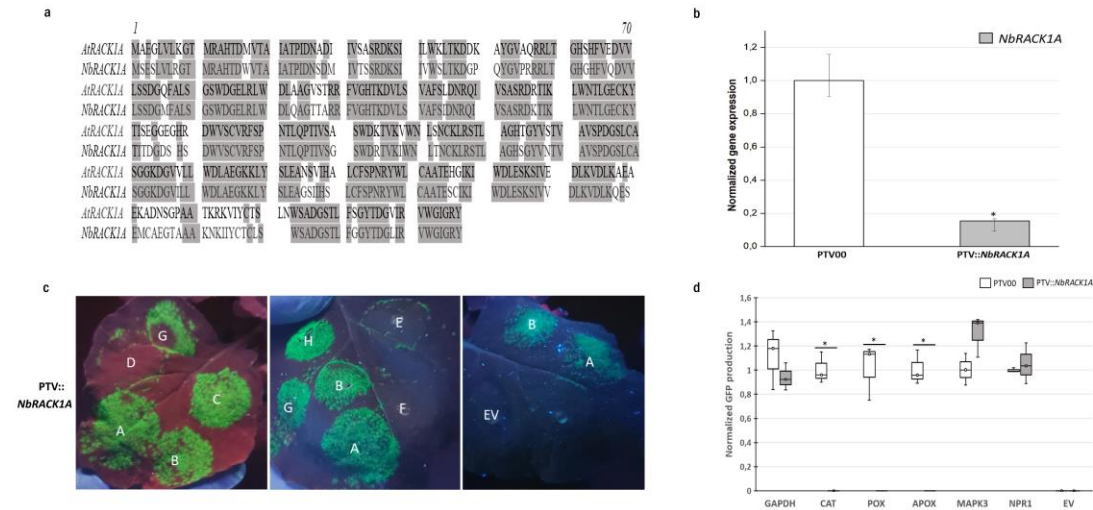 a
1 70
AtRACK1A MAEGLVLKGT MRAHTDMVTA IATPIDNADI IVSASRDKSI ILWKLTKDDK AYGVAQRRLT GHSHFVEDVV
NbRACK1A MSESLVLRGT MRAHTDWVTA IATPIDNSDM IVTSSRDKSI IVWSLTKDGP QYGVPRRRLT GHGHFVQDVV
AtRACK1A LSSDGQFALS GSWDGELRLW DLAAGVSTRR FVGHTKDVLS VAFSLDNRQI VSASRDRTIK LWNTLGECKY
NbRACK1A LSSDGMFALS GSWDGELRLW DLQAGTTARR FVGHTKDVLS VAFSIDNRQI VSASRDKTIK LWNTLGECKY
AtRACK1A TISEGGEGHR DWVSCVRFSP NTLQPTIVSA SWDKTVKVWN LSNCKLRSTL AGHTGYVSTV AVSPDGSLCA
NbRACK1A TITDGDS HS DWVSCVRFSP NTLQPTIVSG SWDRTVKIWN LTNCKLRSTL AGHSGYVNTV AVSPDGSLCA
AtRACK1A SGGKDGVVLL WDLAEGKKLY SLEANSVIHA LCFSPNRYWL CAATEHGIKI WDLESKSIVE DLKVDLKAEA
NbRACK1A SGGKDGVILL WDLAEGKKLY SLEAGSIIHS LCFSPNRYWL CAATESCIKI WDLESKSIVV DLKVDLKQES
AtRACK1A EKADNSGPAA TKRKVIYCTS LNWSADGSTL FSGYTDGVIR VWGIGRY
NbRACK1A EMCAEGTAAA KNKIIYCTCLS WSADGSTL FGGYTDGLIR VWGIGRY
b
NbRACK1A
Normalized gene expression
1,2
1
0,8
0,6
0,4
0,2
0,0
*
PTV00 PTV::NbRACK1A
c
PTV::
NbRACK1A
G
D
C
A
B
E
H
B
G
F
A
B
A
EV
d
PTV00 PTV::NbRACK1A
Normalized GFP production
1,6
1,4
1,2
1
0,8
0,6
0,4
0,2
0
* * *
GAPDH CAT POX APOX MAPK3 NPR1 EV